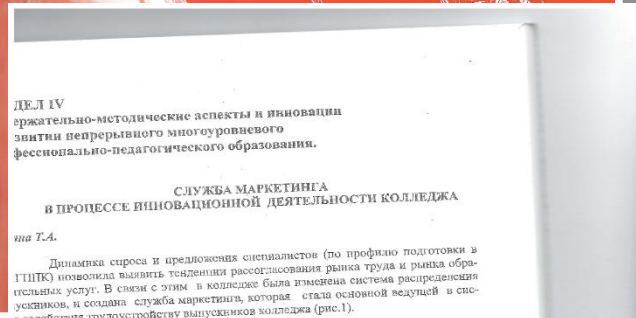 ДЕЛ IV
ержательно-методические аспекты и инновации
звитии непрерывного многоуровневого
фессионально-педагогического образования.
СЛУЖБА МАРКЕТИНГА
В ПРОЦЕССЕ ИННОВАЦИОННОЙ ДЕЯТЕЛЬНОСТИ КОЛЛЕДЖА
Т.А.
Динамика спроса и предложения специалистов (по профилю подготовки в
позволила выявить тенденции рассогласования рынка труда и рынка обра-
тельных услуг. В связи с этим в колледже была изменена система распределения
ускников, и создана служба маркетинга, которая стала основной ведущей в сис-
трудоустройству выпускников колледжа (рис.1).